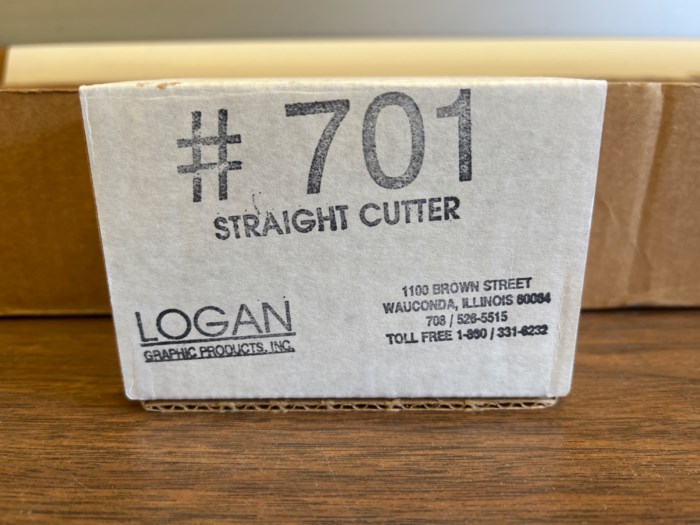 # 701
STRAIGHT CUTTER
LOGAN
GRAPHIC PRODUCTS, INC.
1100 BROWN STREET
WAUCONDA, ILLINOIS 60084
708 / 526-5515
TOLL FREE 1-800 / 331-6232